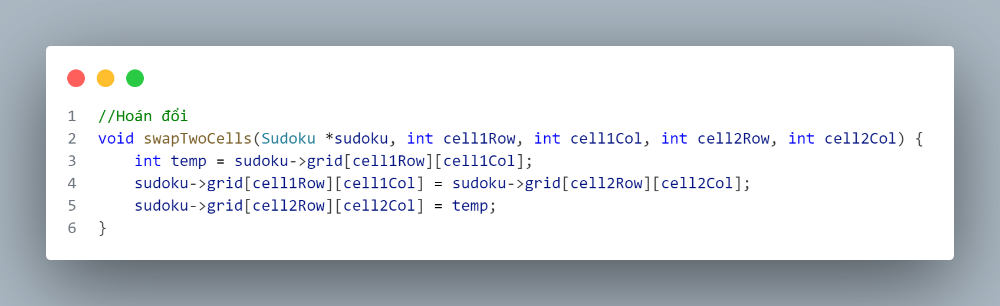 1 //Hoán đổi
2 void swapTwoCells(Sudoku *sudoku, int cell1Row, int cell1Col, int cell2Row, int cell2Col) {
3     int temp = sudoku->grid[cell1Row][cell1Col];
4     sudoku->grid[cell1Row][cell1Col] = sudoku->grid[cell2Row][cell2Col];
5     sudoku->grid[cell2Row][cell2Col] = temp;
6 }